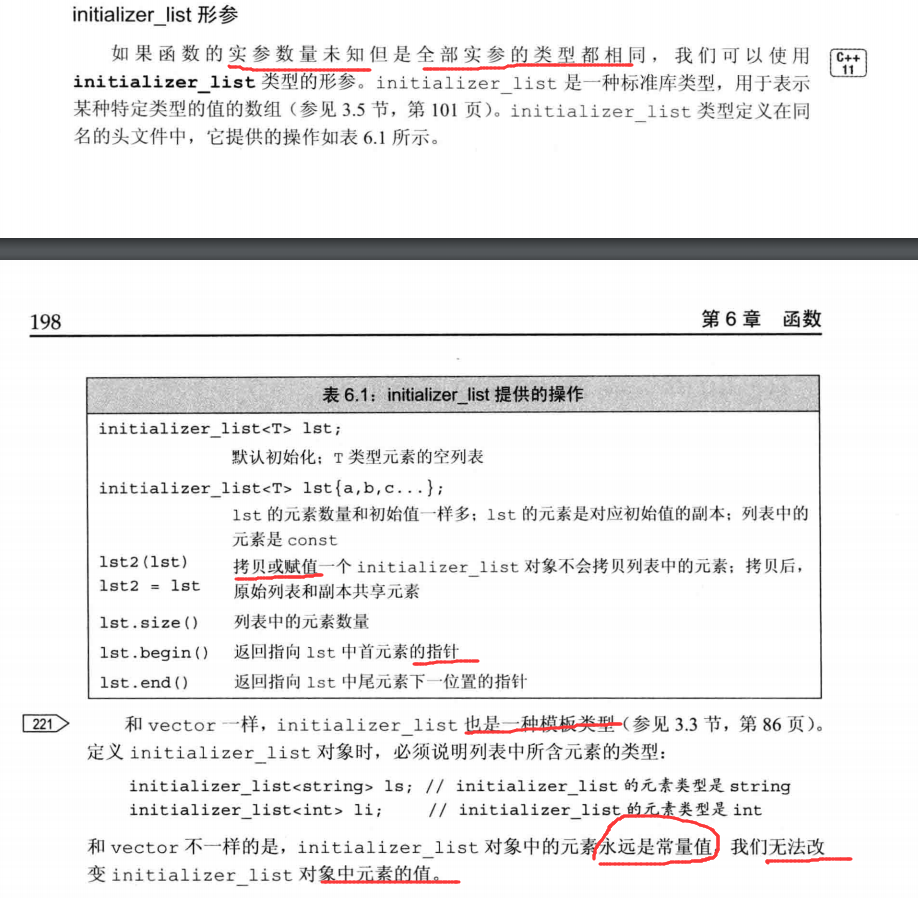 initializer_list 形参
如果函数的实参数量未知但是全部实参的类型都相同，我们可以使用
C++
11
initializer_list 类型的形参。initializer_list 是一种标准库类型，用于表示
某种特定类型的值的数组（参见 3.5 节，第 101 页）。initializer_list 类型定义在同
名的头文件中，它提供的操作如表 6.1 所示。
198
第 6 章 函数
表 6.1：initializer_list 提供的操作
initializer_list<T> lst;
默认初始化；T 类型元素的空列表
initializer_list<T> lst{a,b,c...};
lst 的元素数量和初始值一样多；lst 的元素是对应初始值的副本；列表中的
元素是 const
lst2(lst) 拷贝或赋值一个 initializer_list 对象不会拷贝列表中的元素；拷贝后，
lst2 = lst 原始列表和副本共享元素
lst.size() 列表中的元素数量
lst.begin() 返回指向 lst 中首元素的指针
lst.end() 返回指向 lst 中尾元素下一位置的指针
221
和 vector 一样，initializer_list 也是一种模板类型（参见 3.3 节，第 86 页）。
定义 initializer_list 对象时，必须说明列表中所含元素的类型：
initializer_list<string> ls; // initializer_list 的元素类型是 string
initializer_list<int> li; // initializer_list 的元素类型是 int
和 vector 不一样的是，initializer_list 对象中的元素永远是常量值，我们无法改
变 initializer_list 对象中元素的值。